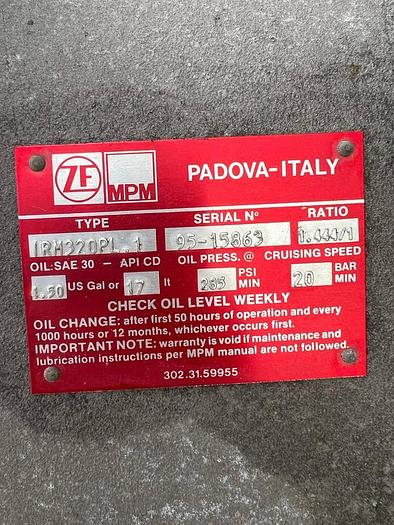 ZF MPM PADOVA-ITALY
TYPE SERIAL Nº RATIO
IRM320PL 1 95-15863 1.444/1
OIL:SAE 30 - API CD OIL PRESS. @ CRUISING SPEED
4.50 US Gal or 17 lt 285 PSI MIN 20 BAR MIN
CHECK OIL LEVEL WEEKLY
OIL CHANGE: after first 50 hours of operation and every
1000 hours or 12 months, whichever occurs first.
IMPORTANT NOTE: warranty is void if maintenance and
lubrication instructions per MPM manual are not followed.
302.31.59955